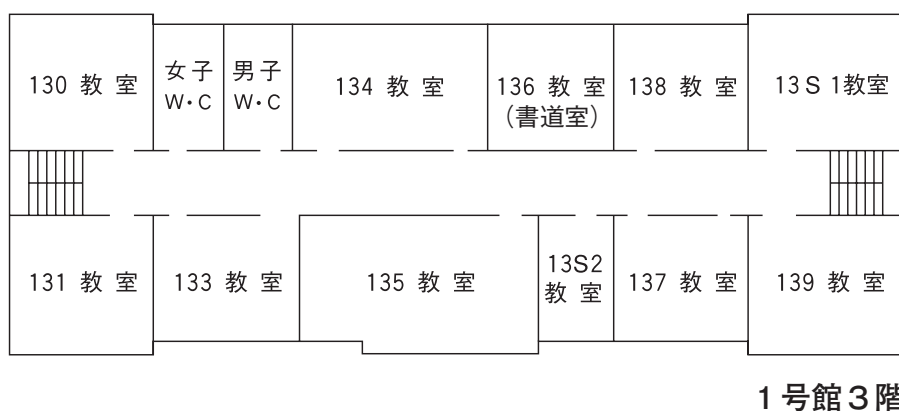 130 教 室
女 子
W・C
男 子
W・C
134 教 室
136 教 室
(書道室)
138 教 室
13S 1教室
131 教 室
133 教 室
135 教 室
13S2
教 室
137 教 室
139 教 室
1号館3階